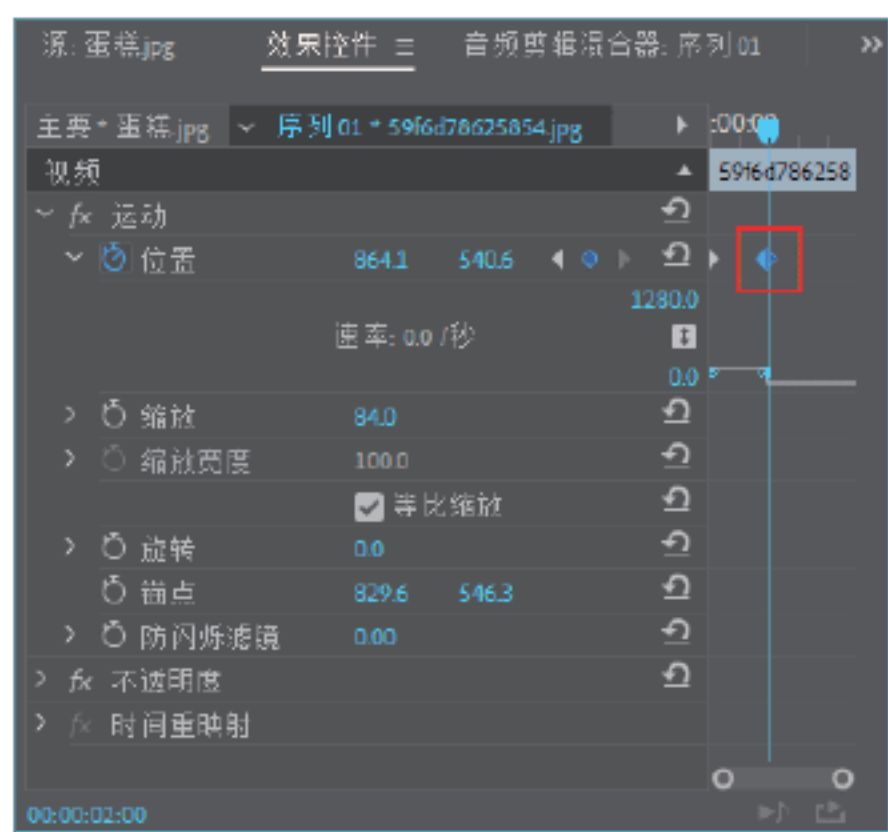 源: 蛋糕.jpg 效果控件 ☰ 音频剪辑混合器: 序列 01 »
主要 * 蛋糕.jpg 序列 01 * 59f6d78625854.jpg :00:00
视频 59f6d786258
fx 运动
位置 864.1 540.6
1280.0
速率: 0.0 /秒
0.0
缩放 84.0
缩放宽度 100.0
等比缩放
旋转 0.0
锚点 829.6 546.3
防闪烁滤镜 0.00
fx 不透明度
fx 时间重映射
00:00:02:00